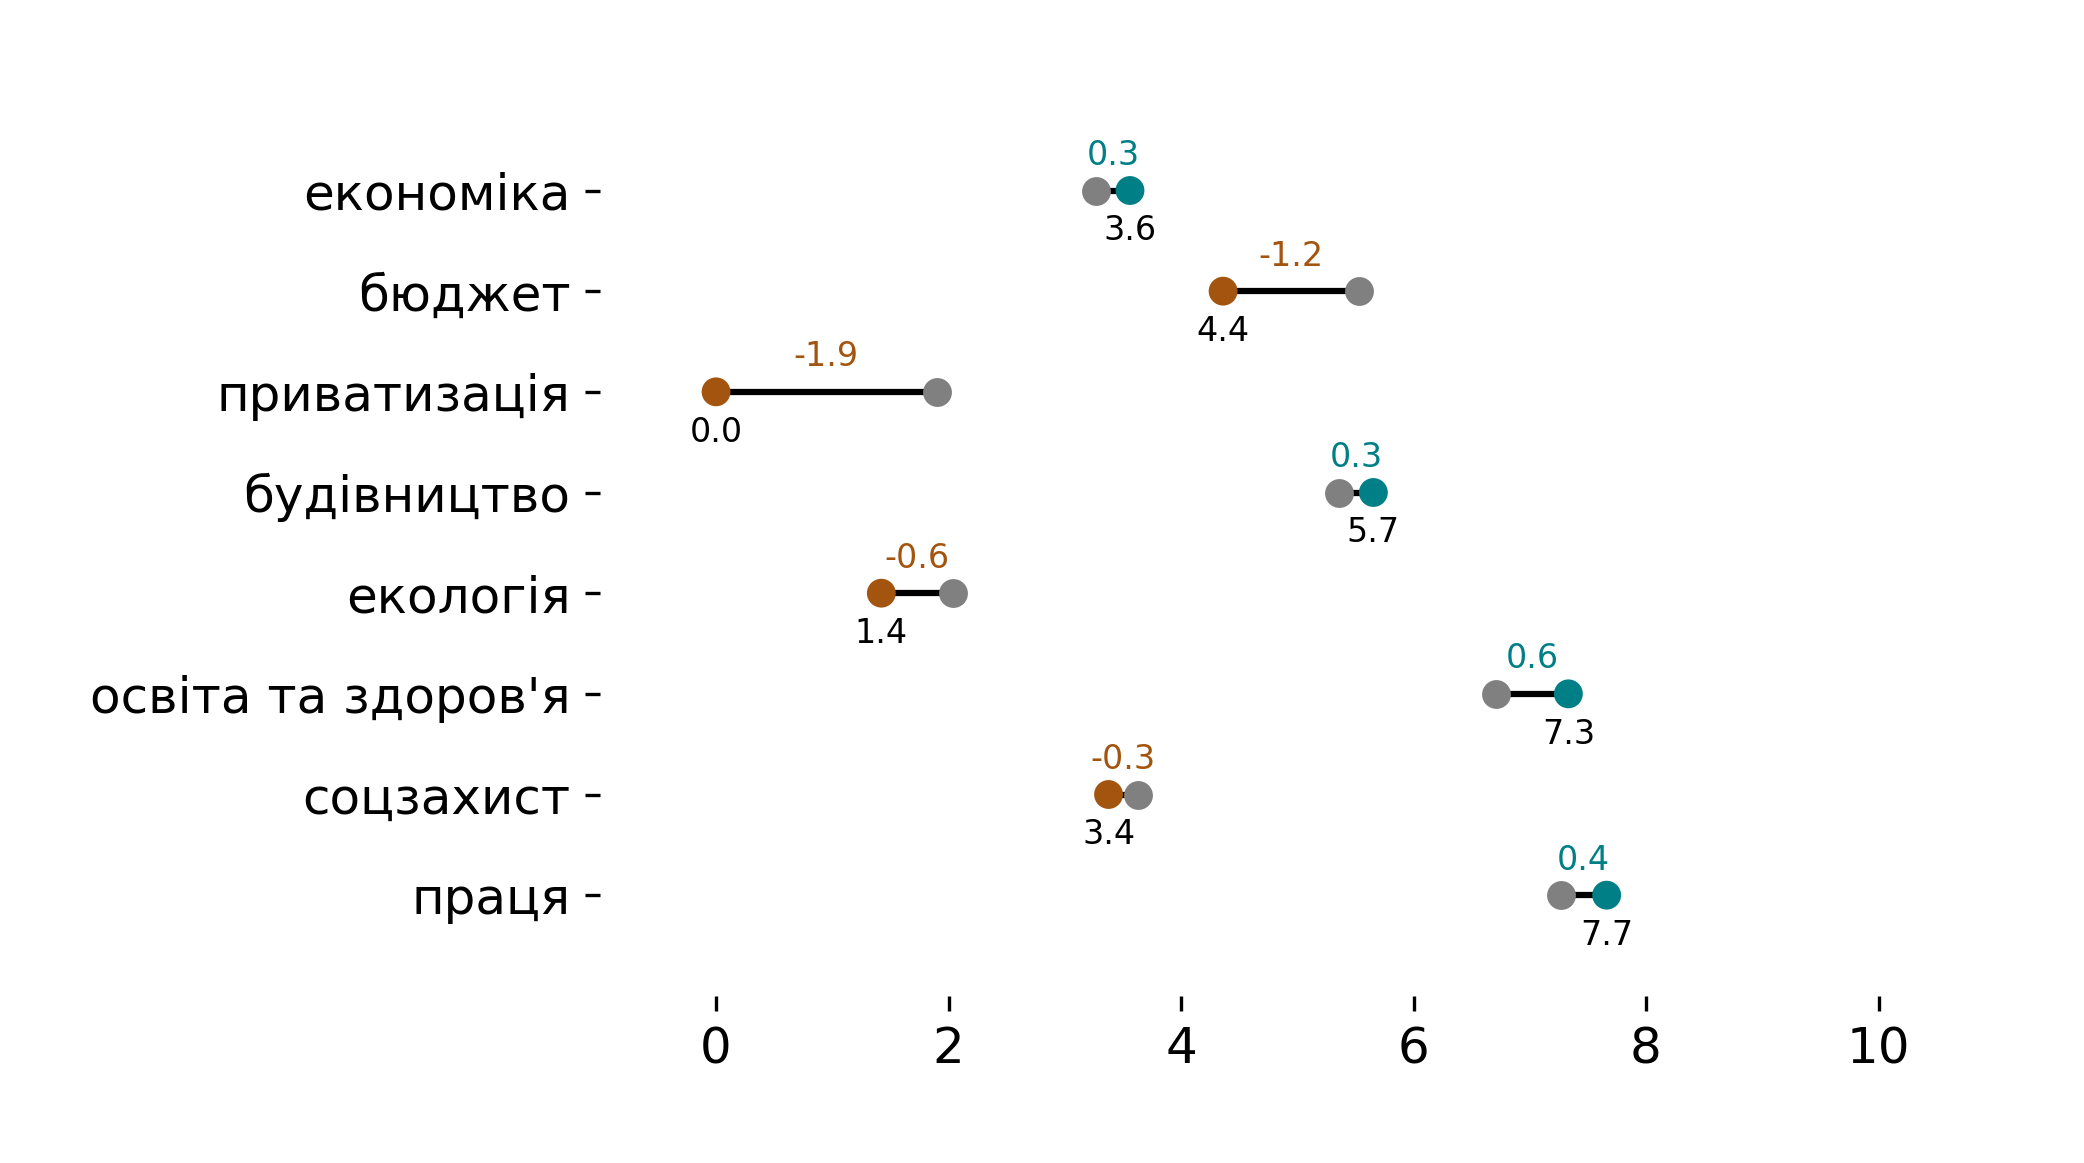 0.3
економіка
3.6
-1.2
бюджет
4.4
-1.9
приватизація
0.0
0.3
будівництво
5.7
-0.6
екологія
1.4
0.6
освіта та здоров'я
7.3
-0.3
соцзахист
3.4
0.4
праця
7.7
0 2 4 6 8 10